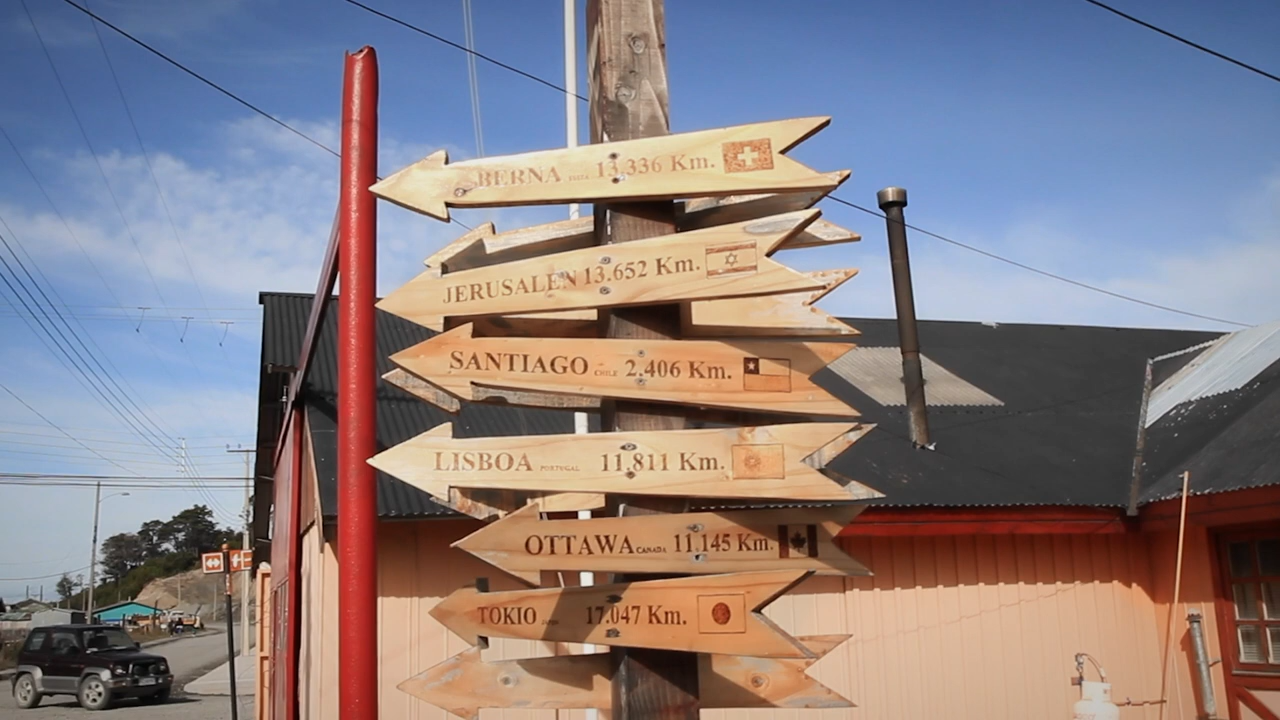 BERNA SUIZA 13.336 Km.
JERUSALEN 13.652 Km.
SANTIAGO CHILE 2.406 Km.
LISBOA PORTUGAL 11.811 Km.
OTTAWA CANADA 11.145 Km.
TOKIO 17.047 Km.